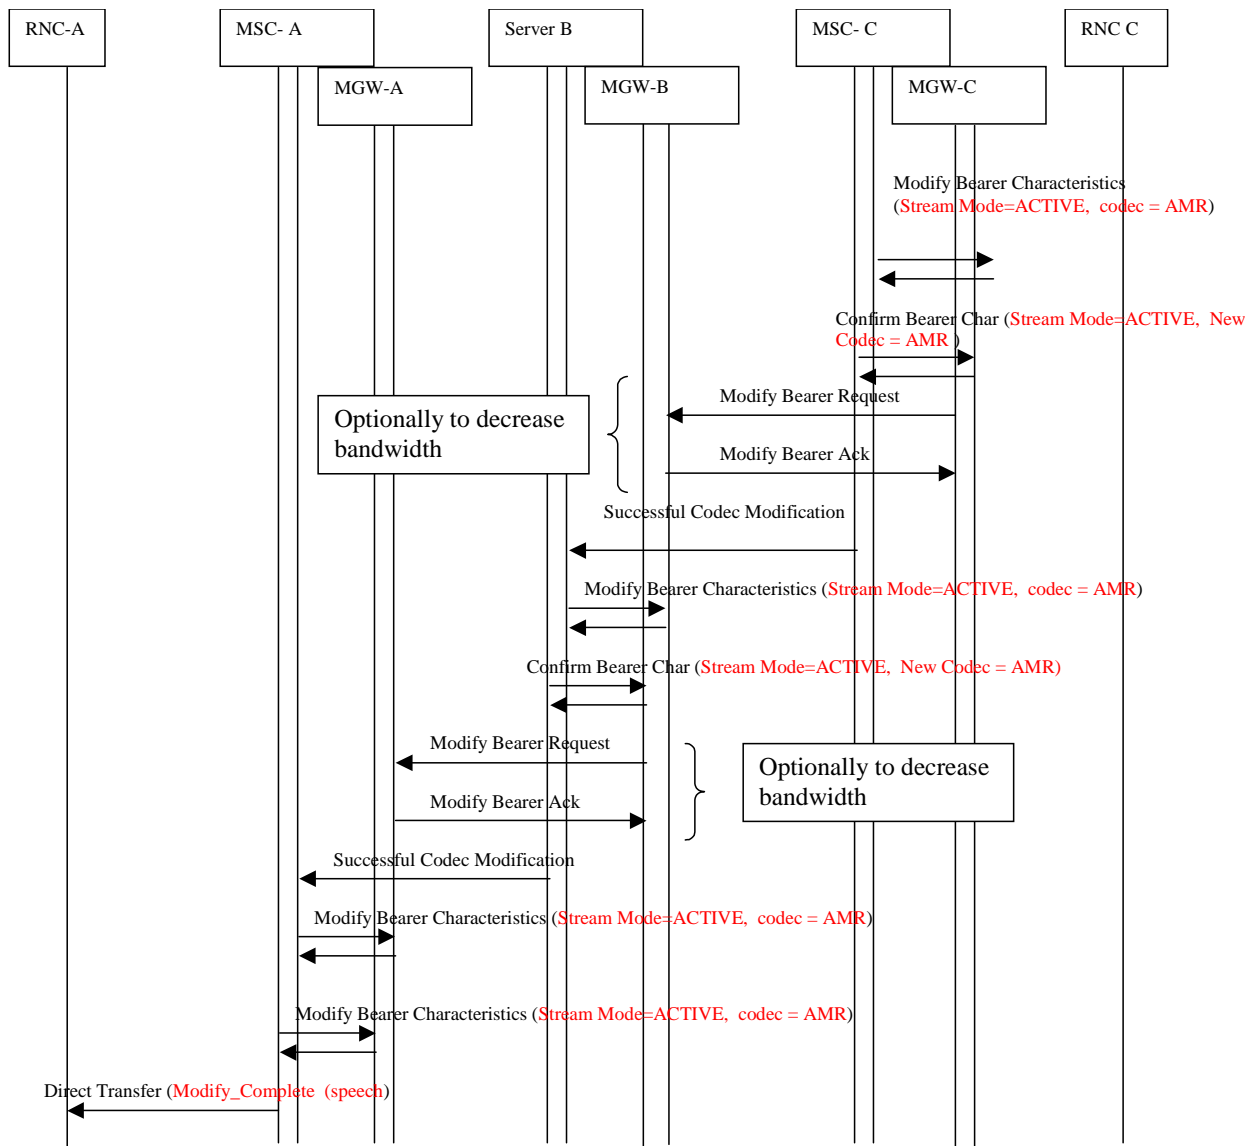 RNC-A
MSC- A
Server B
MSC- C
RNC C
MGW-A
MGW-B
MGW-C
Modify Bearer Characteristics
(Stream Mode=ACTIVE, codec = AMR)
Confirm Bearer Char (Stream Mode=ACTIVE, New
Codec = AMR )
Modify Bearer Request
Optionally to decrease
bandwidth
Modify Bearer Ack
Successful Codec Modification
Modify Bearer Characteristics (Stream Mode=ACTIVE, codec = AMR)
Confirm Bearer Char (Stream Mode=ACTIVE, New Codec = AMR)
Modify Bearer Request
Optionally to decrease
bandwidth
Modify Bearer Ack
Successful Codec Modification
Modify Bearer Characteristics (Stream Mode=ACTIVE, codec = AMR)
Modify Bearer Characteristics (Stream Mode=ACTIVE, codec = AMR)
Direct Transfer (Modify_Complete (speech)